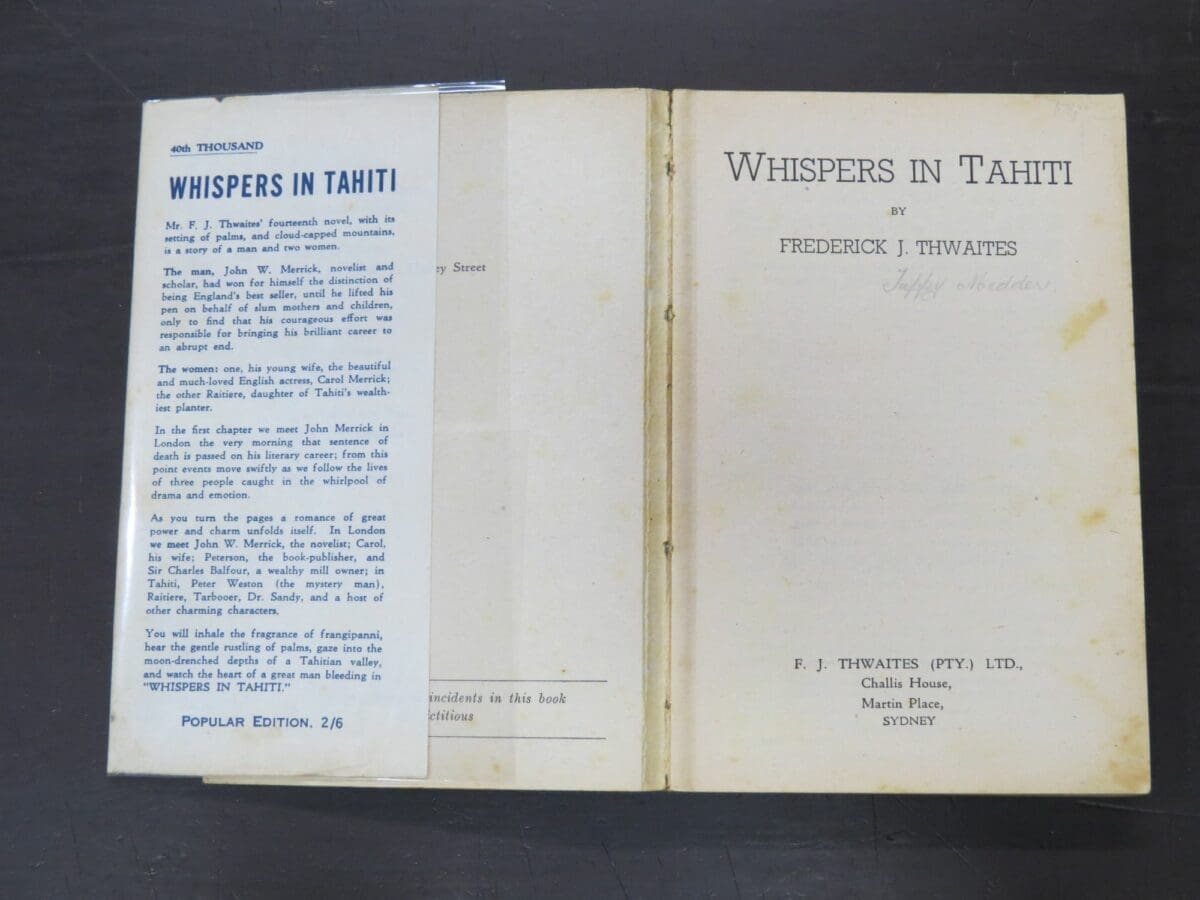 40th THOUSAND
WHISPERS IN TAHITI
Mr. F. J. Thwaites' fourteenth novel, with its
setting of palms, and cloud-capped mountains,
is a story of a man and two women.
The man, John W. Merrick, novelist and
scholar, had won for himself the distinction of
being England's best seller, until he lifted his
pen on behalf of slum mothers and children,
only to find that his courageous effort was
responsible for bringing his brilliant career to
an abrupt end.
The women: one, his young wife, the beautiful
and much-loved English actress, Carol Merrick;
the other Raitiere, daughter of Tahiti's wealth-
iest planter.
In the first chapter we meet John Merrick in
London the very morning that sentence of
death is passed on his literary career; from this
point events move swiftly as we follow the lives
of three people caught in the whirlpool of
drama and emotion.
As you turn the pages a romance of great
power and charm unfolds itself. In London
we meet John W. Merrick, the novelist; Carol,
his wife; Peterson, the book-publisher, and
Sir Charles Balfour, a wealthy mill owner; in
Tahiti, Peter Weston (the mystery man),
Raitiere, Tarbooer, Dr. Sandy, and a host of
other charming characters.
You will inhale the fragrance of frangipanni,
hear the gentle rustling of palms, gaze into the
moon-drenched depths of a Tahitian valley,
and watch the heart of a great man bleeding in
"WHISPERS IN TAHITI."
POPULAR EDITION. 2/6
ey Street
incidents in this book
ctitious
WHISPERS IN TAHITI
BY
FREDERICK J. THWAITES
F. J. THWAITES (PTY.) LTD.,
Challis House,
Martin Place,
SYDNEY